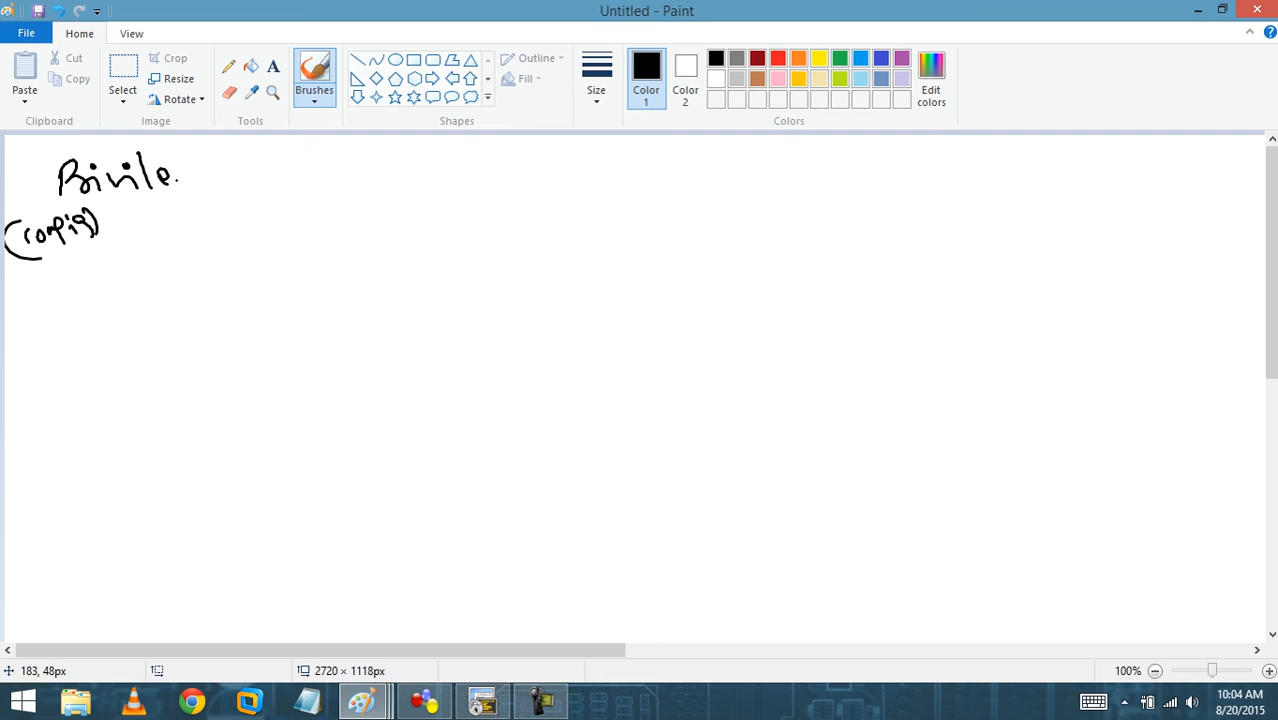 Untitled - Paint
File Home View
Paste
Cut
Copy
Clipboard
Select
Crop
Resize
Rotate
Image
A
Tools
Brushes
Shapes
Outline
Fill
Size
Color 1
Color 2
Edit colors
Colors
Privile
(config)
183, 48px
2720 × 1118px
100%
10:04 AM
8/20/2015